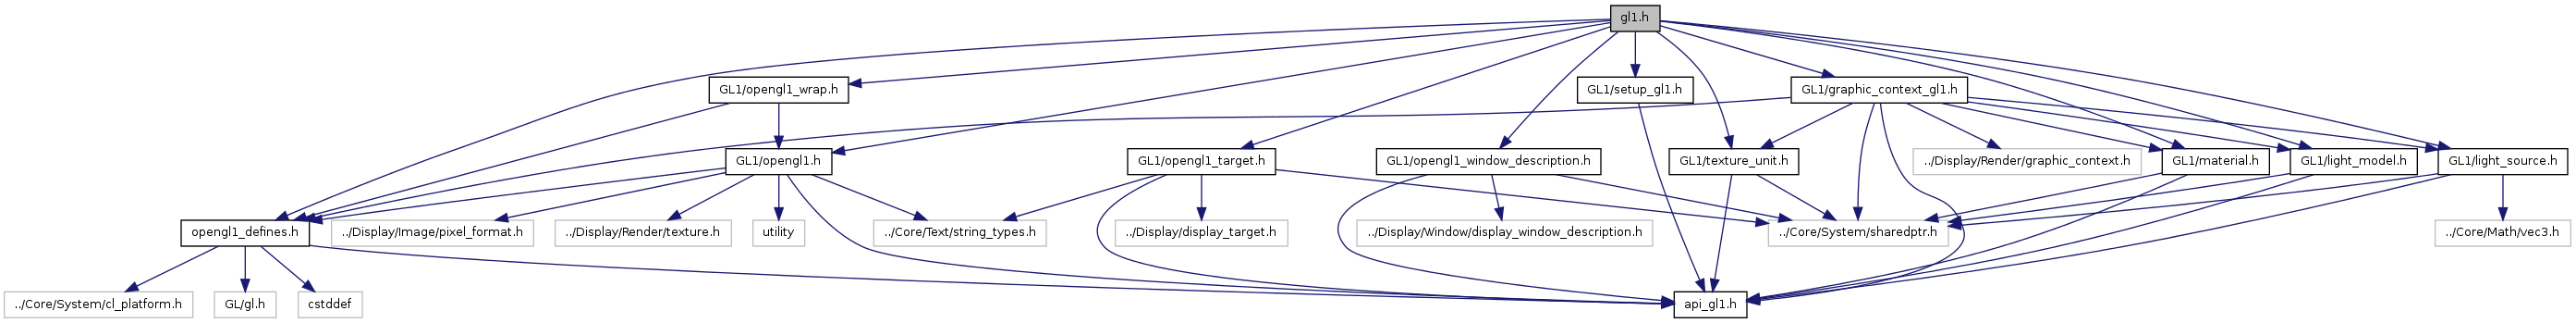 gl1.h
GL1/opengl1_wrap.h
GL1/setup_gl1.h
GL1/graphic_context_gl1.h
GL1/opengl1.h
GL1/opengl1_target.h
GL1/opengl1_window_description.h
GL1/texture_unit.h
../Display/Render/graphic_context.h
GL1/material.h
GL1/light_model.h
GL1/light_source.h
opengl1_defines.h
../Display/Image/pixel_format.h
../Display/Render/texture.h
utility
../Core/Text/string_types.h
../Display/display_target.h
../Display/Window/display_window_description.h
../Core/System/sharedptr.h
../Core/Math/vec3.h
../Core/System/cl_platform.h
GL/gl.h
cstddef
api_gl1.h